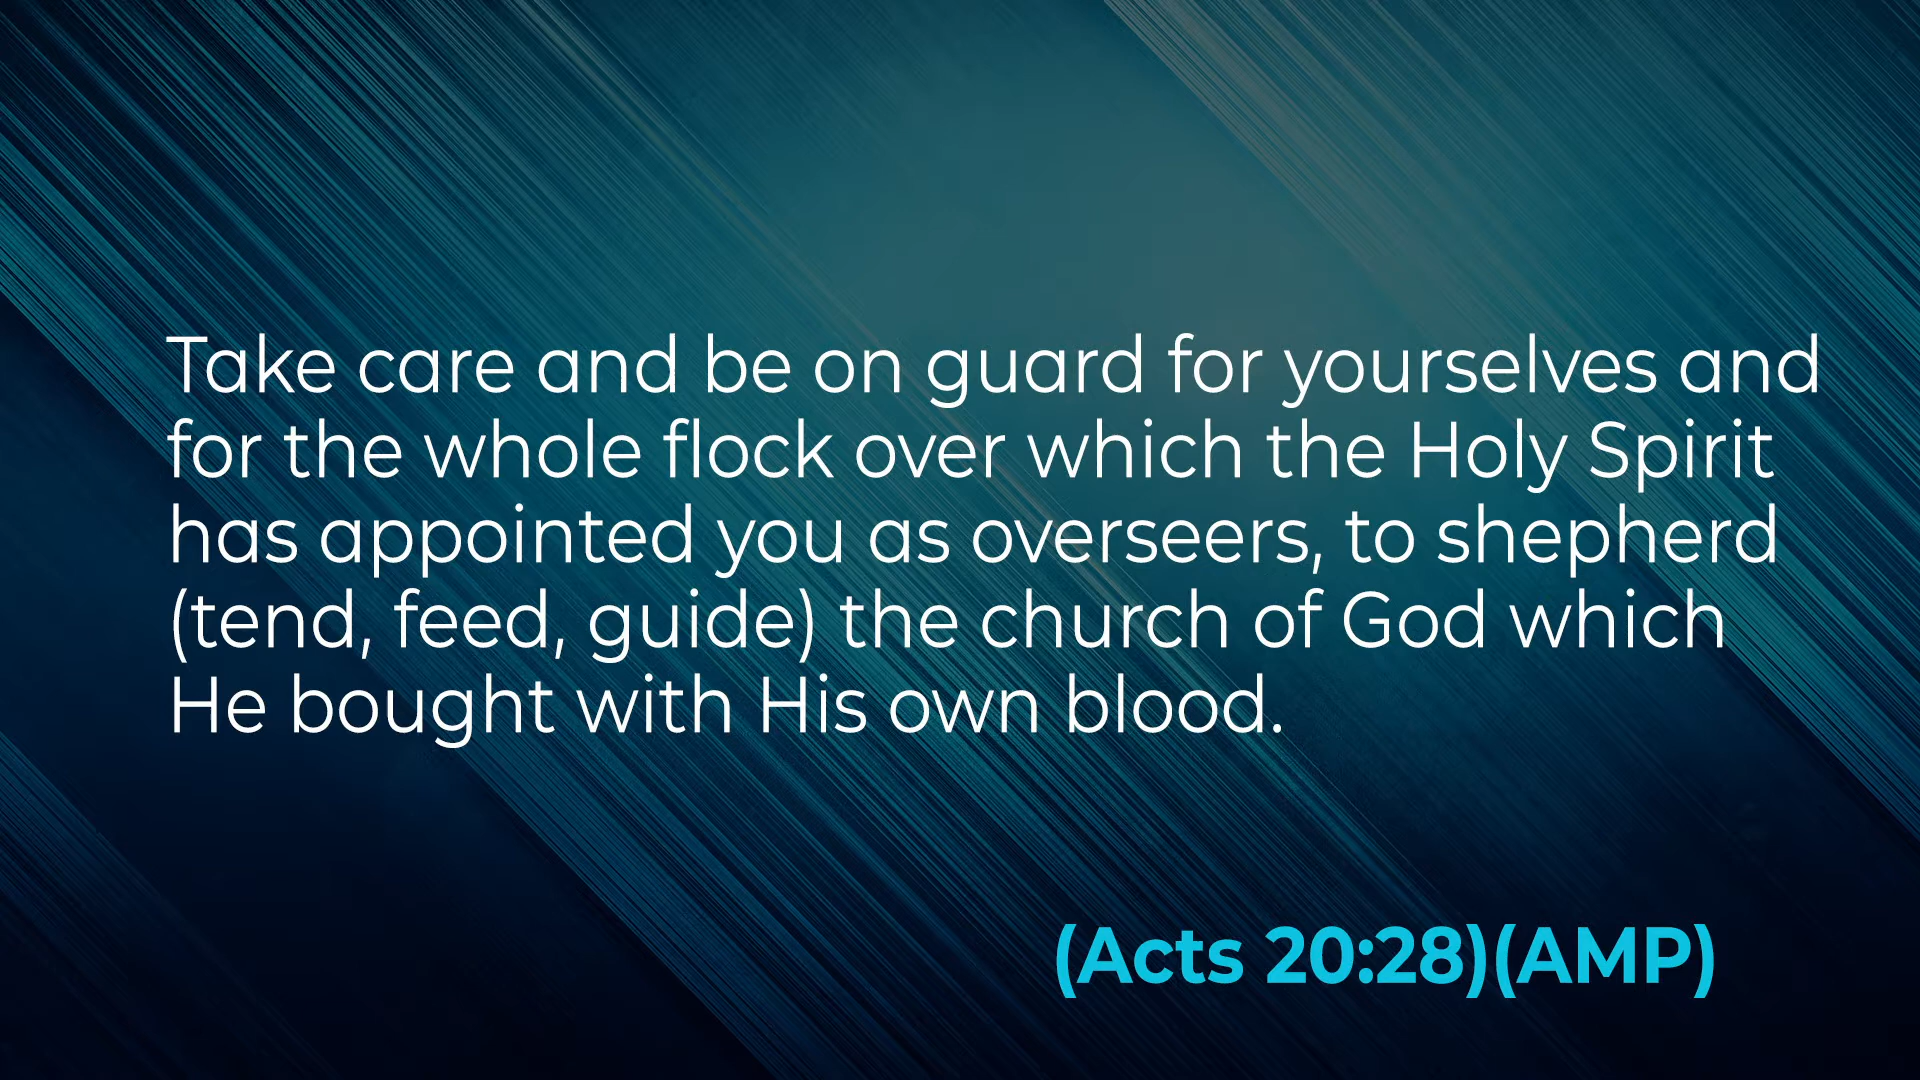 Take care and be on guard for yourselves and
for the whole flock over which the Holy Spirit
has appointed you as overseers, to shepherd
(tend, feed, guide) the church of God which
He bought with His own blood.
(Acts 20:28)(AMP)